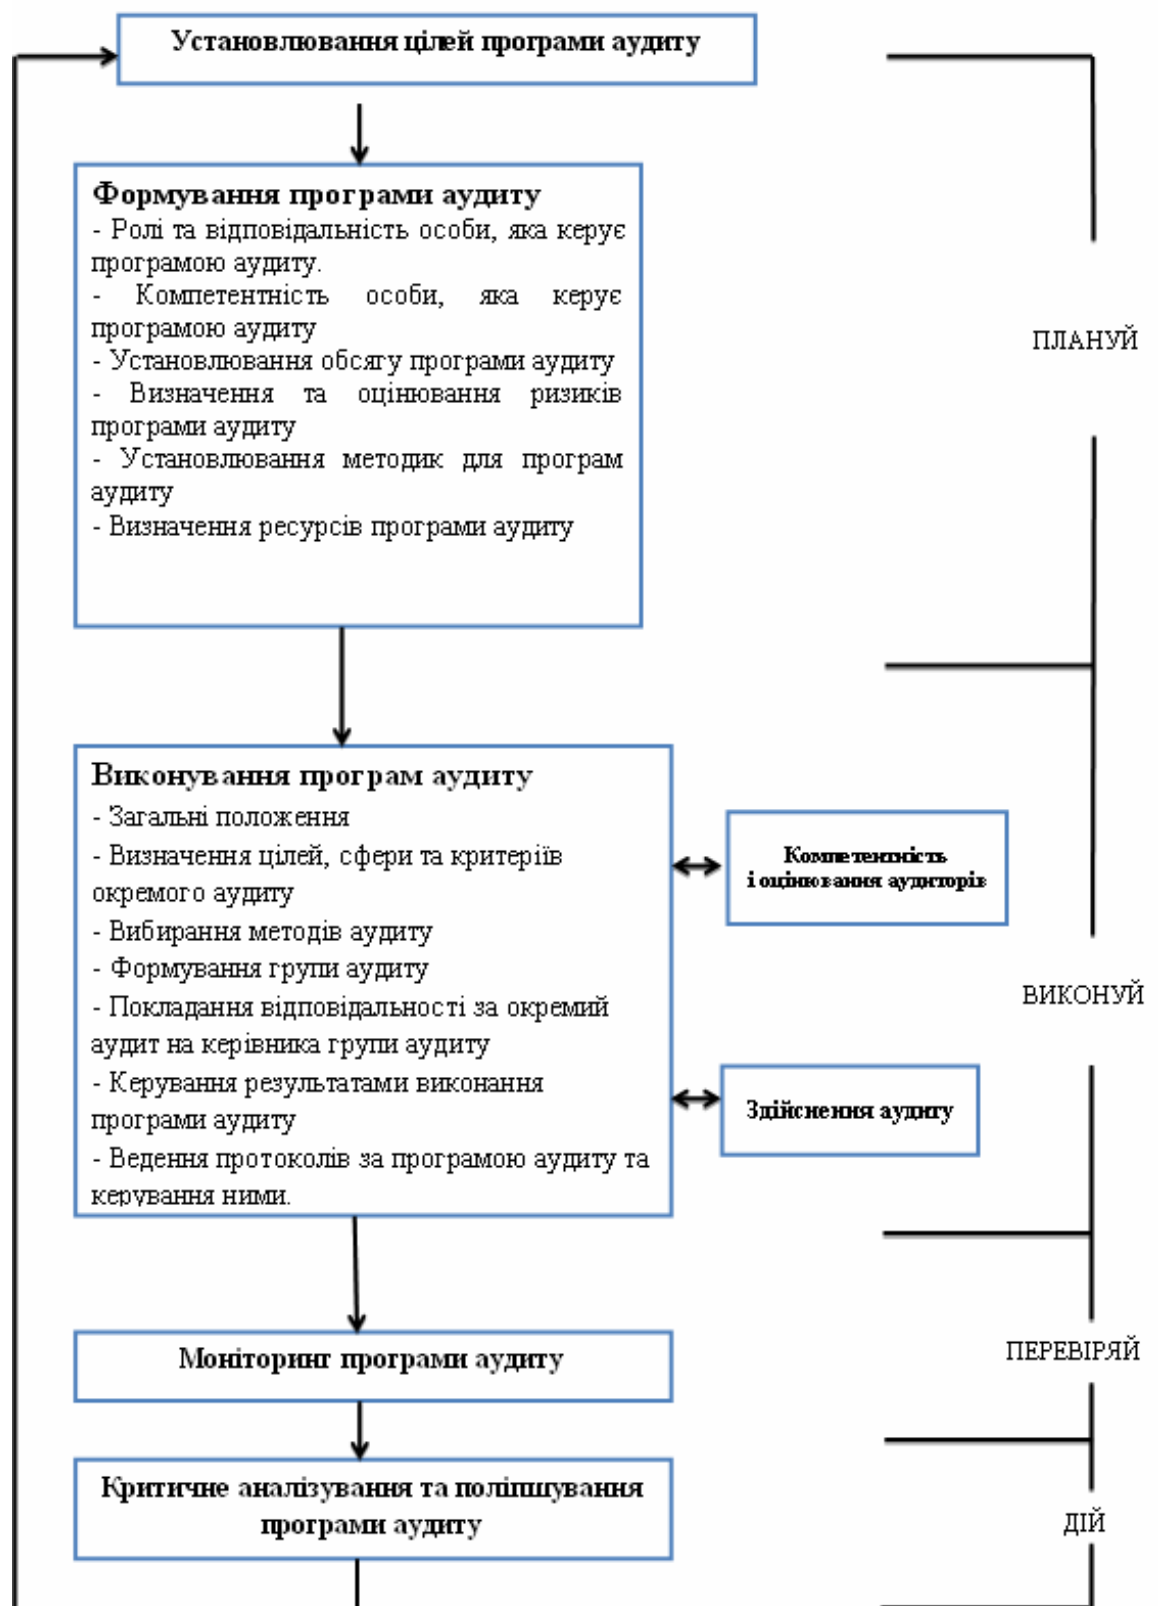 Установлювання цілей програми аудиту
Формування програми аудиту
- Ролі та відповідальність особи, яка керує
програмою аудиту.
- Компетентність особи, яка керує
програмою аудиту
- Установлювання обсягу програми аудиту
- Визначення та оцінювання ризиків
програми аудиту
- Установлювання методик для програм
аудиту
- Визначення ресурсів програми аудиту
ПЛАНУЙ
Виконування програм аудиту
- Загальні положення
- Визначення цілей, сфери та критеріїв
окремого аудиту
- Вибирання методів аудиту
- Формування групи аудиту
- Покладання відповідальності за окремий
аудит на керівника групи аудиту
- Керування результатами виконання
програми аудиту
- Ведення протоколів за програмою аудиту та
керування ними.
Компетентність
і оцінювання аудиторів
Здійснення аудиту
ВИКОНУЙ
Моніторинг програми аудиту
ПЕРЕВІРЯЙ
Критичне аналізування та поліпшування
програми аудиту
ДІЙ